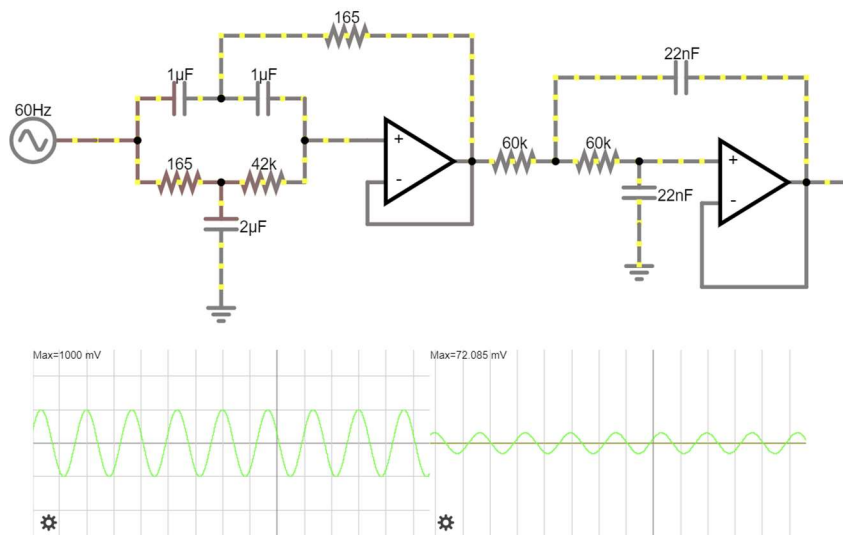 165
22nF
1µF
1µF
60Hz
+
60k
60k
+
165
42k
-
22nF
-
2µF
Max=1000 mV
Max=72.085 mV